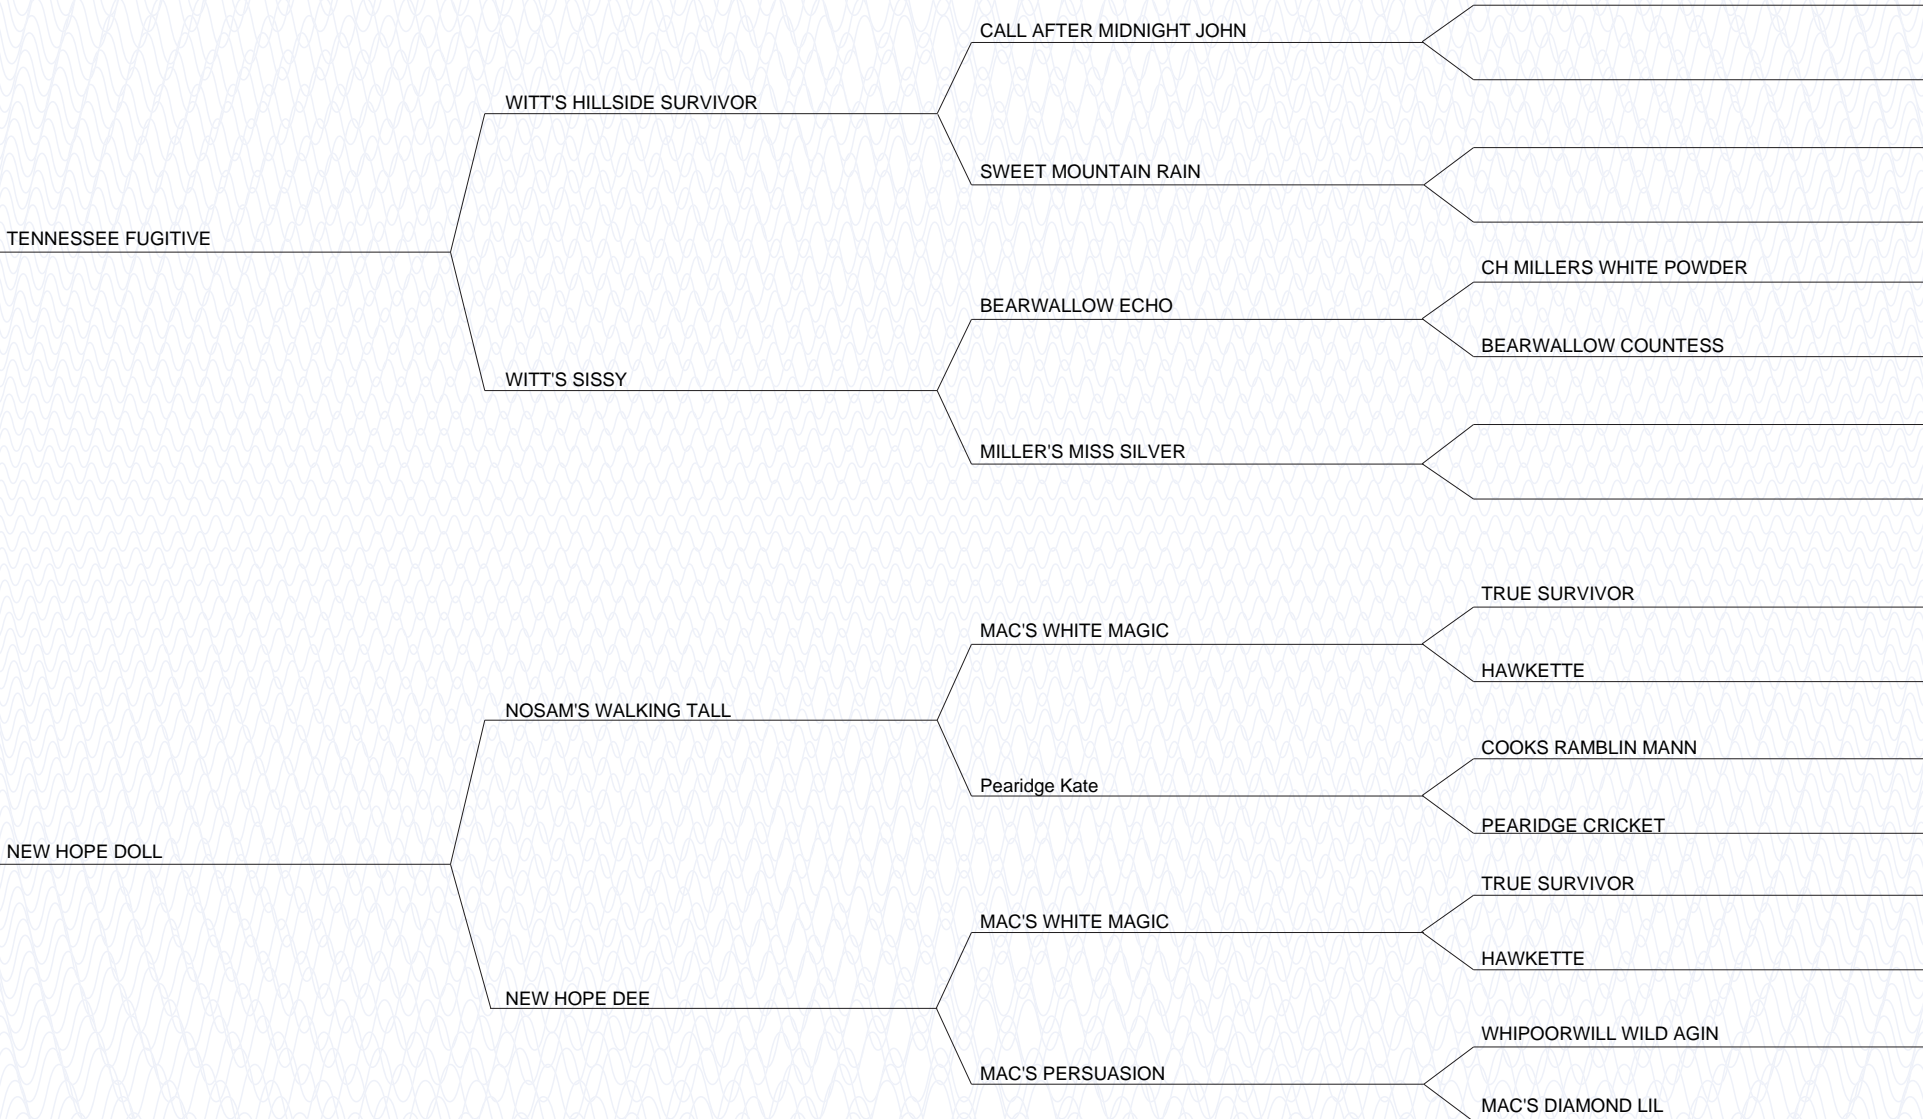 CALL AFTER MIDNIGHT JOHN
WITT'S HILLSIDE SURVIVOR
SWEET MOUNTAIN RAIN
TENNESSEE FUGITIVE
CH MILLERS WHITE POWDER
BEARWALLOW ECHO
BEARWALLOW COUNTESS
WITT'S SISSY
MILLER'S MISS SILVER
TRUE SURVIVOR
MAC'S WHITE MAGIC
HAWKETTE
NOSAM'S WALKING TALL
COOKS RAMBLIN MANN
Pearidge Kate
PEARIDGE CRICKET
NEW HOPE DOLL
TRUE SURVIVOR
MAC'S WHITE MAGIC
HAWKETTE
NEW HOPE DEE
WHIPOORWILL WILD AGIN
MAC'S PERSUASION
MAC'S DIAMOND LIL